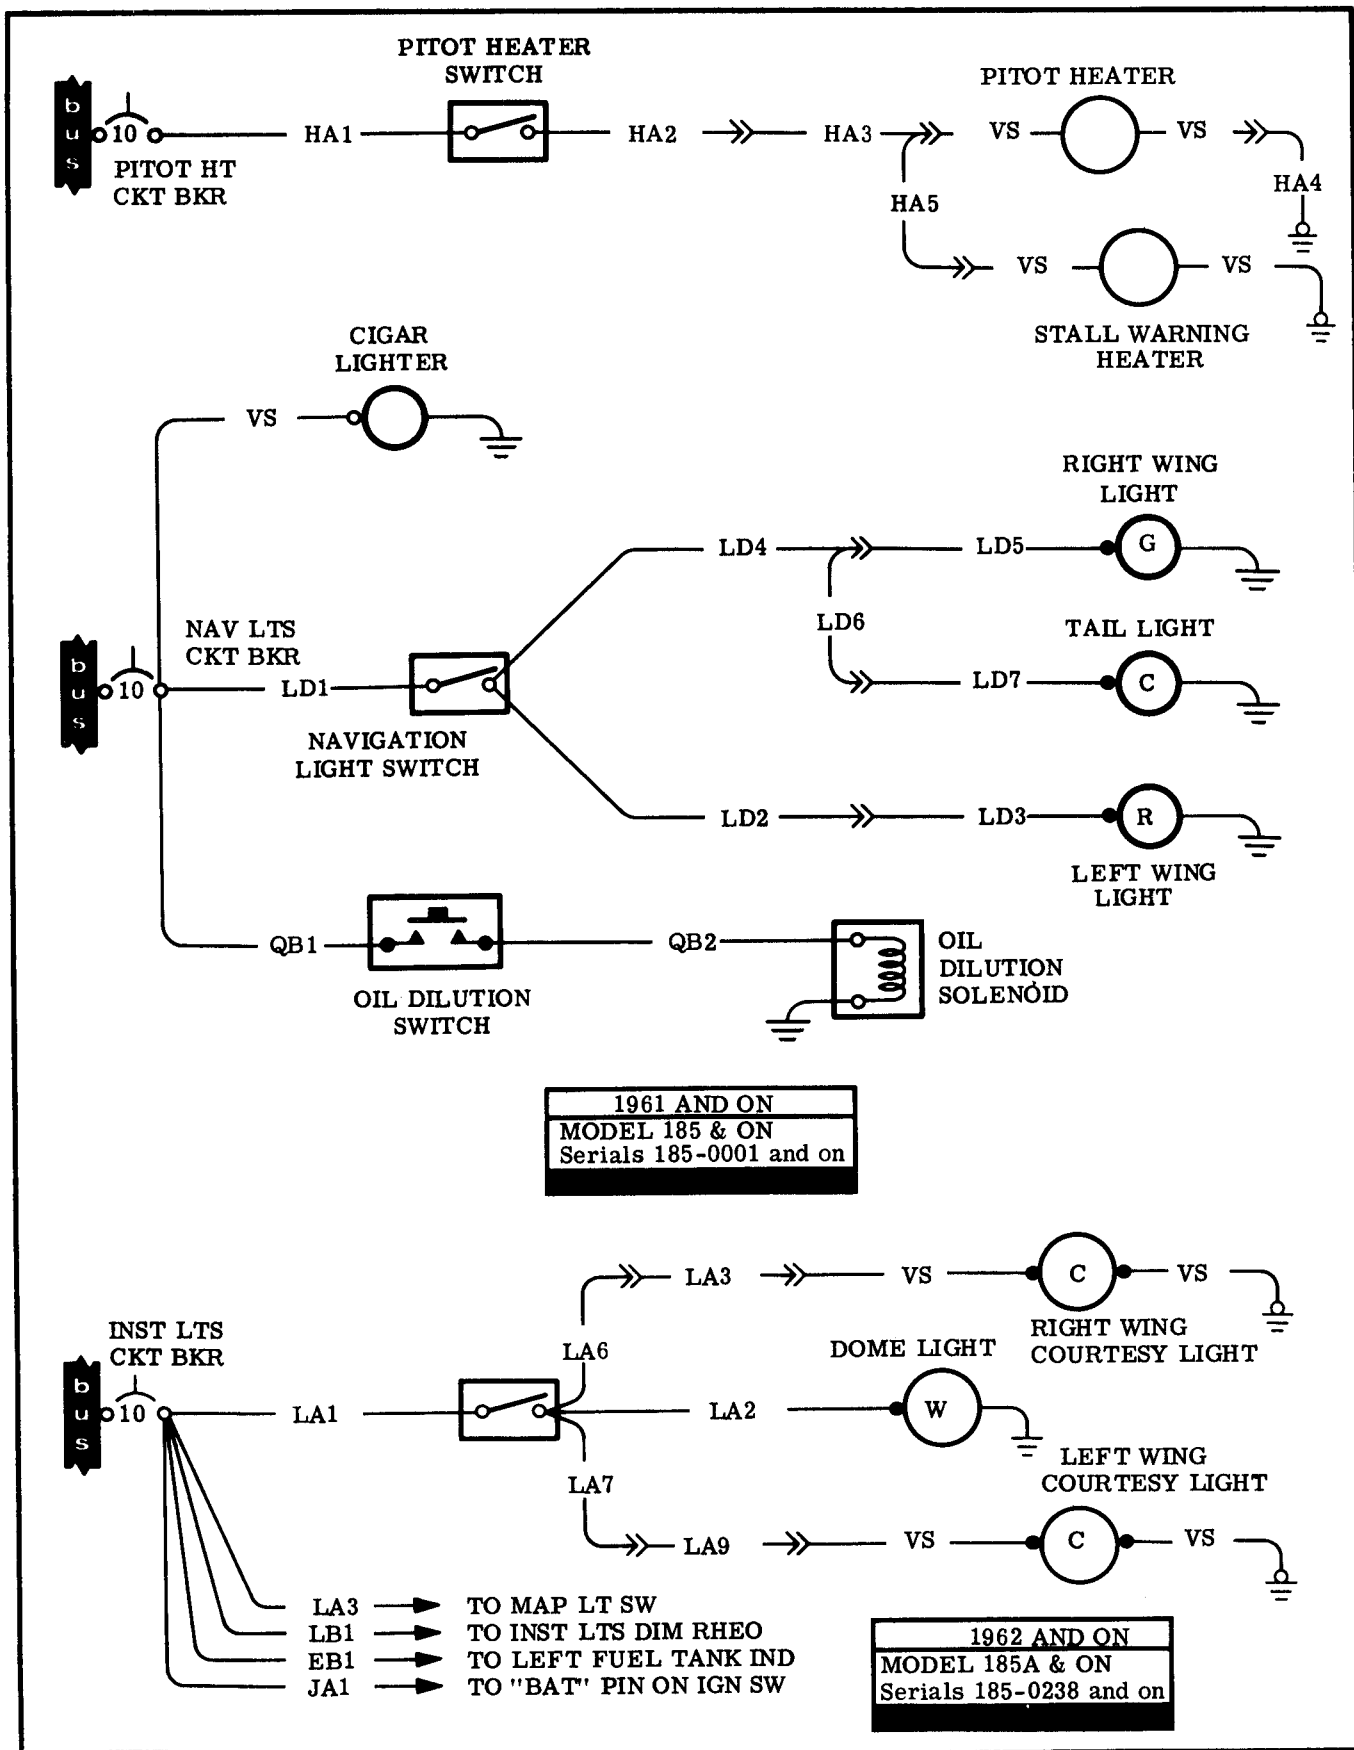 PITOT HEATER
SWITCH
PITOT HEATER
bus
10
HA1
HA2
HA3
VS
VS
PITOT HT
CKT BKR
HA4
HA5
VS
VS
STALL WARNING
HEATER
CIGAR
LIGHTER
VS
RIGHT WING
LIGHT
LD4
LD5
G
LD6
NAV LTS
CKT BKR
TAIL LIGHT
bus
10
LD1
LD7
C
NAVIGATION
LIGHT SWITCH
LD2
LD3
R
LEFT WING
LIGHT
QB1
QB2
OIL
DILUTION
SOLENOID
OIL DILUTION
SWITCH
1961 AND ON
MODEL 185 & ON
Serials 185-0001 and on
LA3
VS
C
VS
INST LTS
CKT BKR
LA6
DOME LIGHT
RIGHT WING
COURTESY LIGHT
bus
10
LA1
LA2
W
LA7
LEFT WING
COURTESY LIGHT
LA9
VS
C
VS
LA3 TO MAP LT SW
LB1 TO INST LTS DIM RHEO
EB1 TO LEFT FUEL TANK IND
JA1 TO "BAT" PIN ON IGN SW
1962 AND ON
MODEL 185A & ON
Serials 185-0238 and on